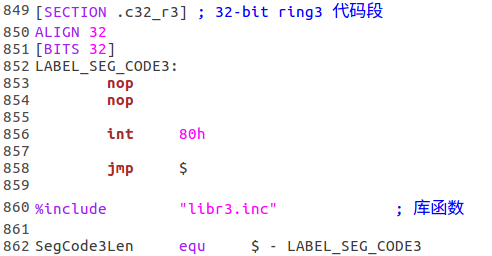 849 [SECTION .c32_r3] ; 32-bit ring3 代码段
850 ALIGN 32
851 [BITS 32]
852 LABEL_SEG_CODE3:
853 nop
854 nop
855
856 int 80h
857
858 jmp $
859
860 %include "libr3.inc" ; 库函数
861
862 SegCode3Len equ $ - LABEL_SEG_CODE3